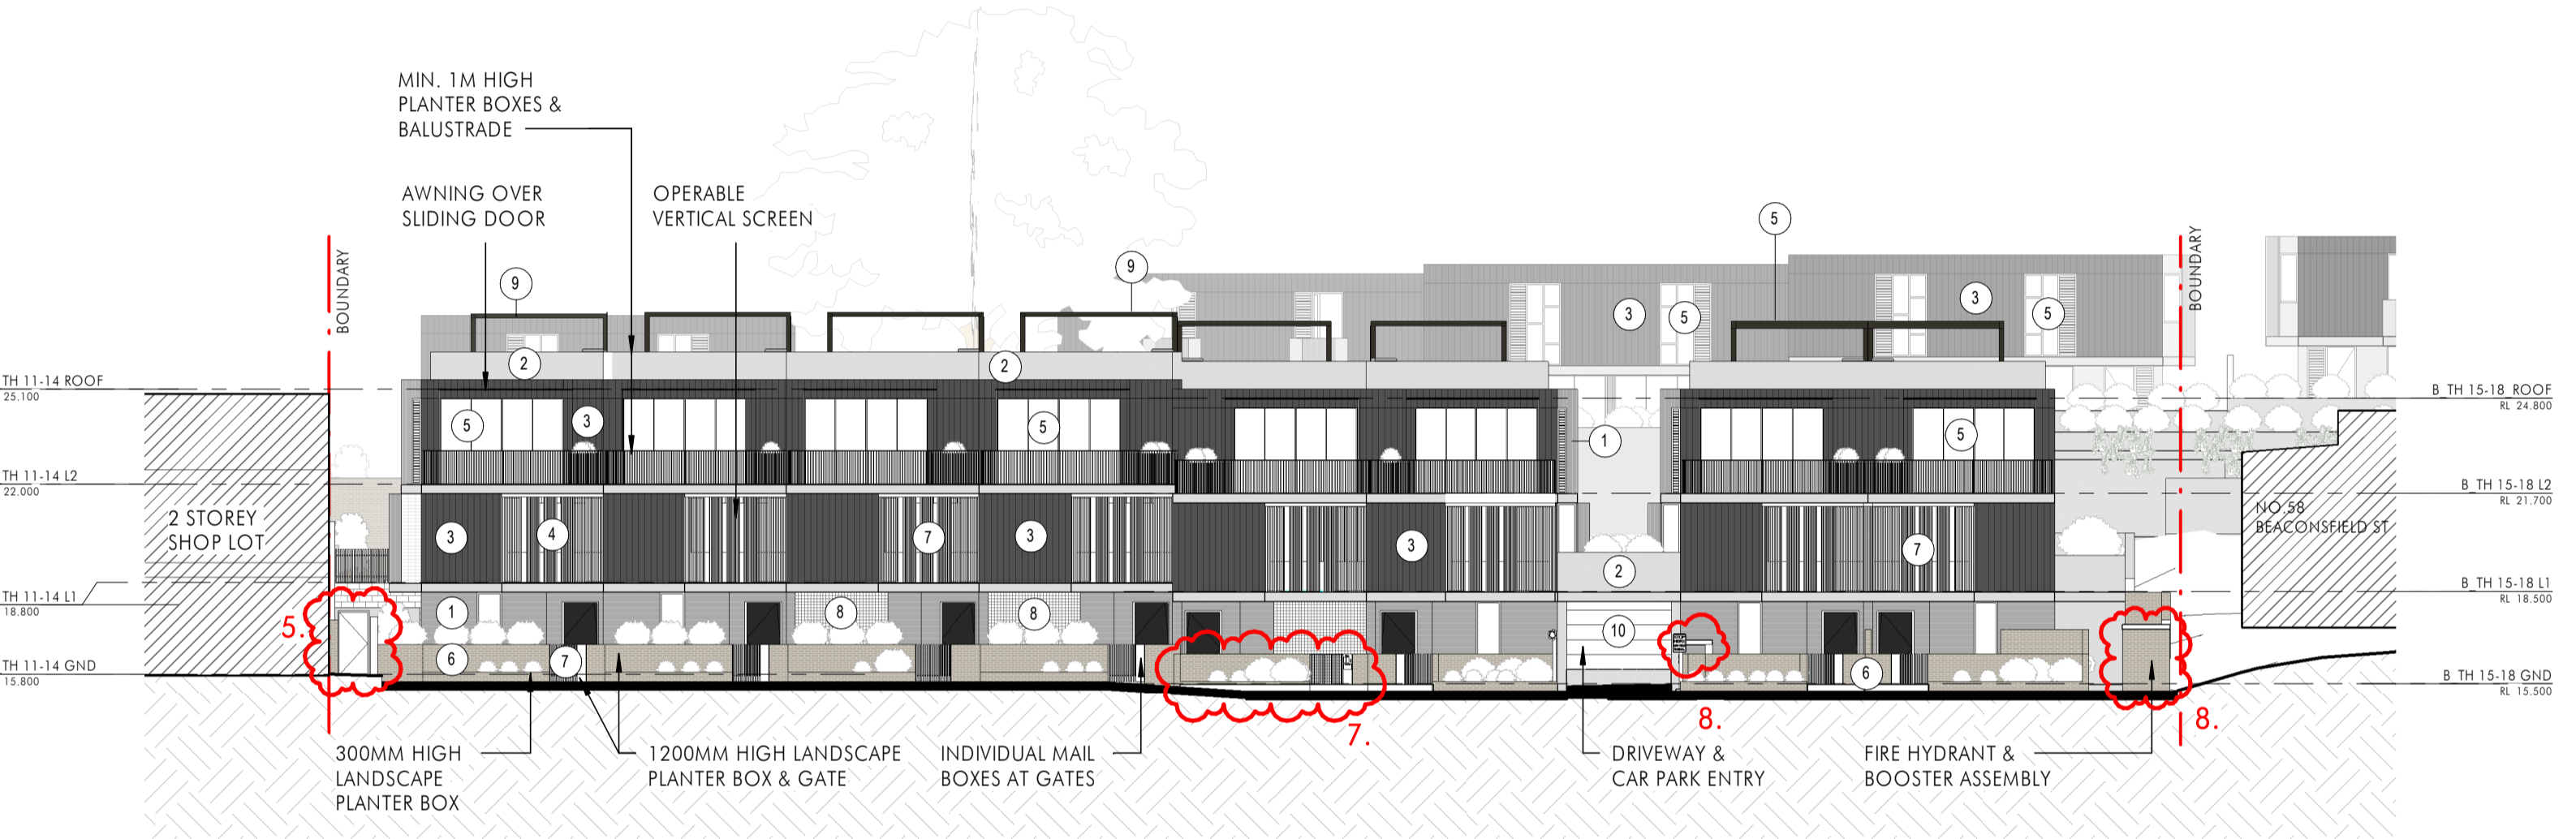 MIN. 1M HIGH
PLANTER BOXES &
BALUSTRADE
AWNING OVER
SLIDING DOOR
OPERABLE
VERTICAL SCREEN
BOUNDARY
BOUNDARY
9
9
5
3
5
3
5
2
2
TH 11-14 ROOF
25.100
B_TH 15-18_ROOF
RL 24.800
5
3
5
1
5
TH 11-14 L2
22.000
B_TH 15-18 L2
RL 21.700
2 STOREY
SHOP LOT
NO.58
BEACONSFIELD ST
3
4
7
3
3
2
7
TH 11-14 L1
18.800
B_TH 15-18 L1
RL 18.500
5.
1
8
8
10
6
7
6
TH 11-14 GND
15.800
B_TH 15-18 GND
RL 15.500
7.
8.
8.
300MM HIGH
LANDSCAPE
PLANTER BOX
1200MM HIGH LANDSCAPE
PLANTER BOX & GATE
INDIVIDUAL MAIL
BOXES AT GATES
DRIVEWAY &
CAR PARK ENTRY
FIRE HYDRANT &
BOOSTER ASSEMBLY